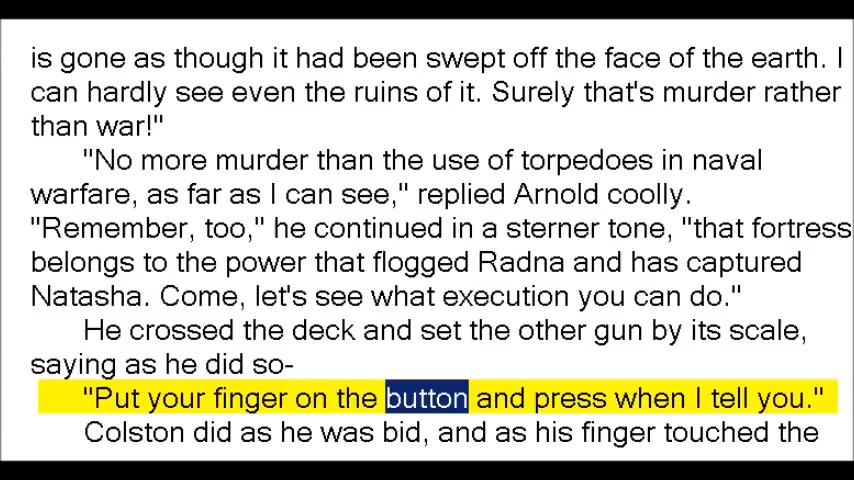 is gone as though it had been swept off the face of the earth. I
can hardly see even the ruins of it. Surely that's murder rather
than war!"
"No more murder than the use of torpedoes in naval
warfare, as far as I can see," replied Arnold coolly.
"Remember, too," he continued in a sterner tone, "that fortress
belongs to the power that flogged Radna and has captured
Natasha. Come, let's see what execution you can do."
He crossed the deck and set the other gun by its scale,
saying as he did so-
"Put your finger on the button and press when I tell you."
Colston did as he was bid, and as his finger touched the